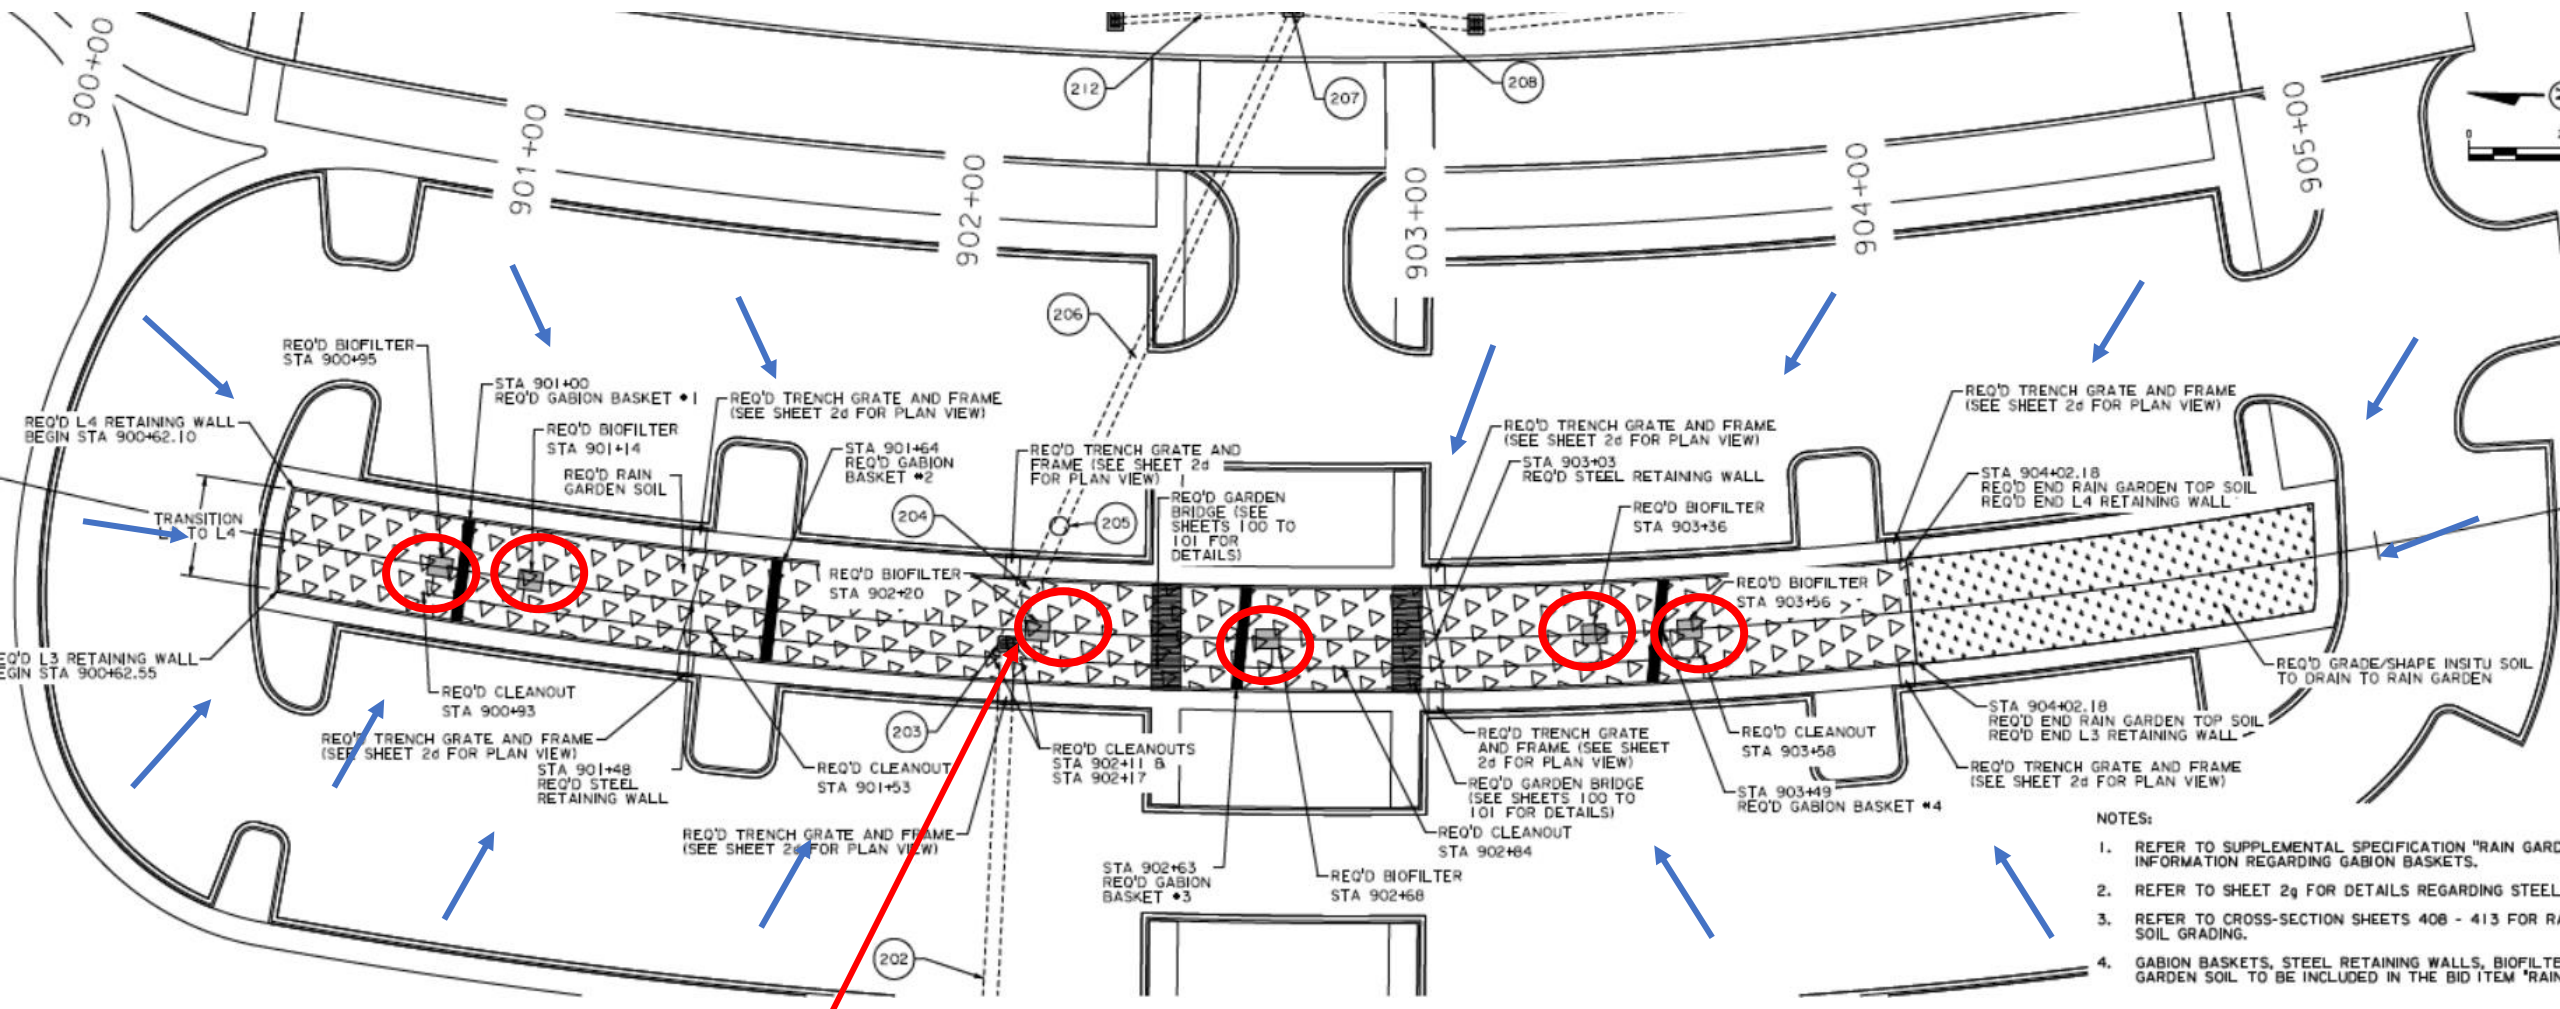 900+00
901+00
902+00
903+00
904+00
905+00
212
207
208
206
REQ'D BIOFILTER
STA 900+95
STA 901+00
REQ'D GABION BASKET #1
REQ'D L4 RETAINING WALL
BEGIN STA 900+62.10
REQ'D BIOFILTER
STA 901+14
REQ'D RAIN
GARDEN SOIL
REQ'D TRENCH GRATE AND FRAME
(SEE SHEET 2d FOR PLAN VIEW)
STA 901+64
REQ'D GABION
BASKET #2
REQ'D TRENCH GRATE AND
FRAME (SEE SHEET 2d
FOR PLAN VIEW)
204
205
REQ'D GARDEN
BRIDGE (SEE
SHEETS 100 TO
101 FOR
DETAILS)
REQ'D TRENCH GRATE AND FRAME
(SEE SHEET 2d FOR PLAN VIEW)
STA 903+03
REQ'D STEEL RETAINING WALL
REQ'D BIOFILTER
STA 903+36
REQ'D TRENCH GRATE AND FRAME
(SEE SHEET 2d FOR PLAN VIEW)
STA 904+02.18
REQ'D END RAIN GARDEN TOP SOIL
REQ'D END L4 RETAINING WALL
TRANSITION
TO L4
REQ'D BIOFILTER
STA 902+20
REQ'D BIOFILTER
STA 903+56
REQ'D L3 RETAINING WALL
STA 900+62.55
REQ'D CLEANOUT
STA 900+93
REQ'D TRENCH GRATE AND FRAME
(SEE SHEET 2d FOR PLAN VIEW)
STA 901+48
REQ'D STEEL
RETAINING WALL
REQ'D CLEANOUT
STA 901+53
203
REQ'D CLEANOUTS
STA 902+11 &
STA 902+17
REQ'D TRENCH GRATE AND FRAME
(SEE SHEET 2d FOR PLAN VIEW)
202
STA 902+63
REQ'D GABION
BASKET #3
REQ'D BIOFILTER
STA 902+68
REQ'D CLEANOUT
STA 902+84
REQ'D TRENCH GRATE
AND FRAME (SEE SHEET
2d FOR PLAN VIEW)
REQ'D GARDEN BRIDGE
(SEE SHEETS 100 TO
101 FOR DETAILS)
REQ'D CLEANOUT
STA 903+58
STA 903+49
REQ'D GABION BASKET #4
REQ'D GRADE/SHAPE INSITU SOIL
TO DRAIN TO RAIN GARDEN
STA 904+02.18
REQ'D END RAIN GARDEN TOP SOIL
REQ'D END L3 RETAINING WALL
REQ'D TRENCH GRATE AND FRAME
(SEE SHEET 2d FOR PLAN VIEW)
NOTES:
1. REFER TO SUPPLEMENTAL SPECIFICATION "RAIN GARD
INFORMATION REGARDING GABION BASKETS.
2. REFER TO SHEET 2g FOR DETAILS REGARDING STEEL
3. REFER TO CROSS-SECTION SHEETS 408 - 413 FOR RA
SOIL GRADING.
4. GABION BASKETS, STEEL RETAINING WALLS, BIOFILTE
GARDEN SOIL TO BE INCLUDED IN THE BID ITEM "RAIN